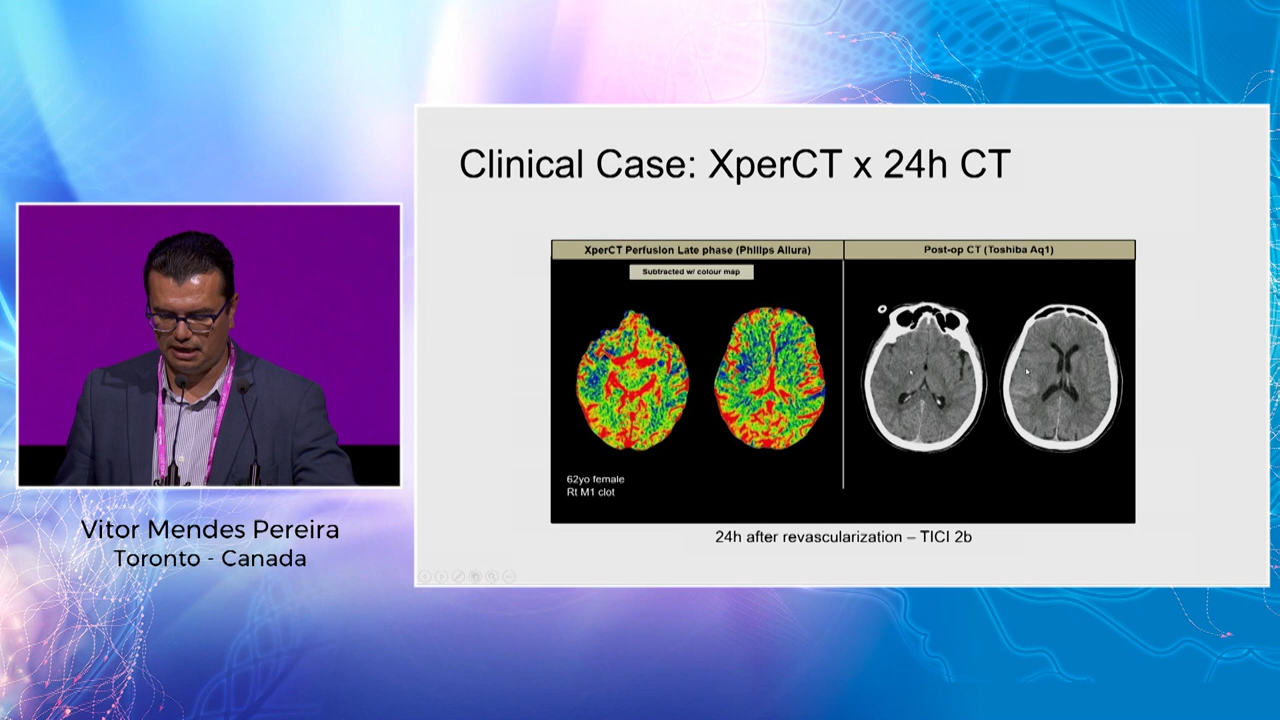 Clinical Case: XperCT x 24h CT
XperCT Perfusion Late phase (Philips Allura)
Post-op CT (Toshiba Aq1)
Subtracted w/ colour map
62yo female
Rt M1 clot
24h after revascularization – TICI 2b
Vitor Mendes Pereira
Toronto - Canada